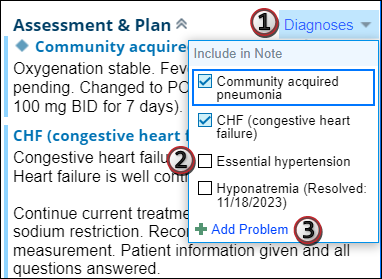 Assessment & Plan
1
Diagnoses
Community acquire
Oxygenation stable. Fev
pending. Changed to PO
100 mg BID for 7 days).
CHF (congestive heart f
Congestive heart failu
Heart failure is well cont
Continue current treatme
sodium restriction. Reco
measurement. Patient information given and all
questions answered.
Include in Note
Community acquired
pneumonia
CHF (congestive heart
failure)
2
Essential hypertension
Hyponatremia (Resolved:
11/18/2023)
Add Problem
3